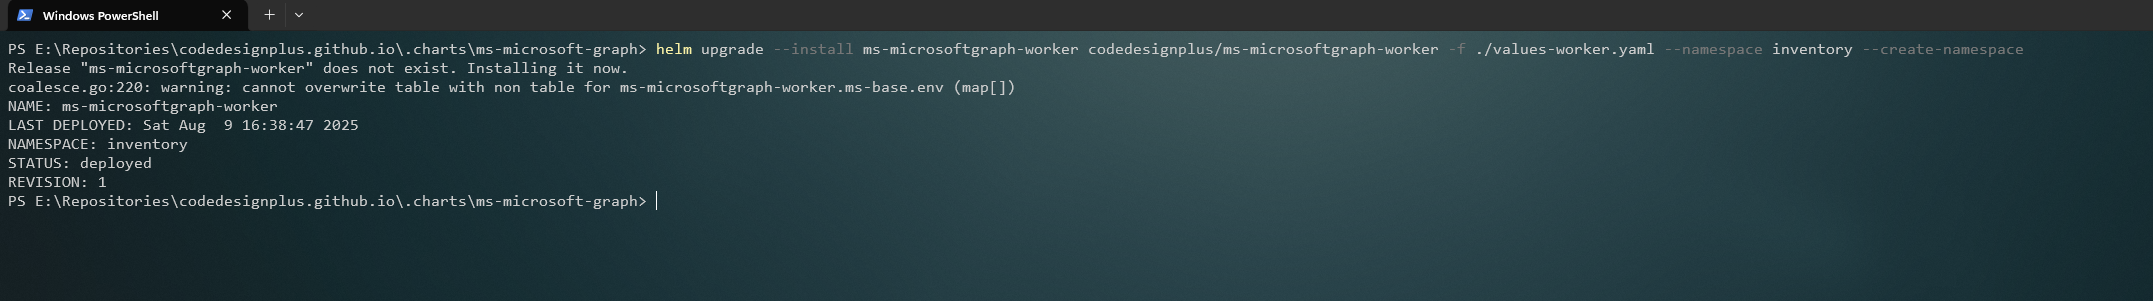 Windows PowerShell
PS E:\Repositories\codedesignplus.github.io\.charts\ms-microsoft-graph> helm upgrade --install ms-microsoftgraph-worker codedesignplus/ms-microsoftgraph-worker -f ./values-worker.yaml --namespace inventory --create-namespace
Release "ms-microsoftgraph-worker" does not exist. Installing it now.
coalesce.go:220: warning: cannot overwrite table with non table for ms-microsoftgraph-worker.ms-base.env (map[])
NAME: ms-microsoftgraph-worker
LAST DEPLOYED: Sat Aug  9 16:38:47 2025
NAMESPACE: inventory
STATUS: deployed
REVISION: 1
PS E:\Repositories\codedesignplus.github.io\.charts\ms-microsoft-graph>